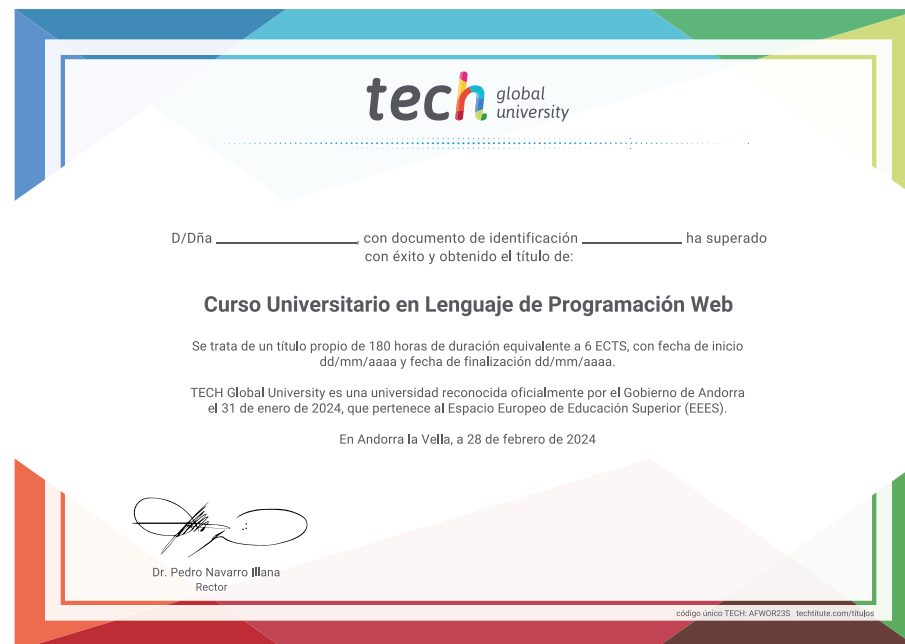 tech global university
D/Dña ____________, con documento de identificación ____________ ha superado
con éxito y obtenido el título de:
Curso Universitario en Lenguaje de Programación Web
Se trata de un título propio de 180 horas de duración equivalente a 6 ECTS, con fecha de inicio
dd/mm/aaaa y fecha de finalización dd/mm/aaaa.
TECH Global University es una universidad reconocida oficialmente por el Gobierno de Andorra
el 31 de enero de 2024, que pertenece al Espacio Europeo de Educación Superior (EEES).
En Andorra la Vella, a 28 de febrero de 2024
Dr. Pedro Navarro Illana
Rector
código único TECH: AFWOR23S techtitute.com/titulos